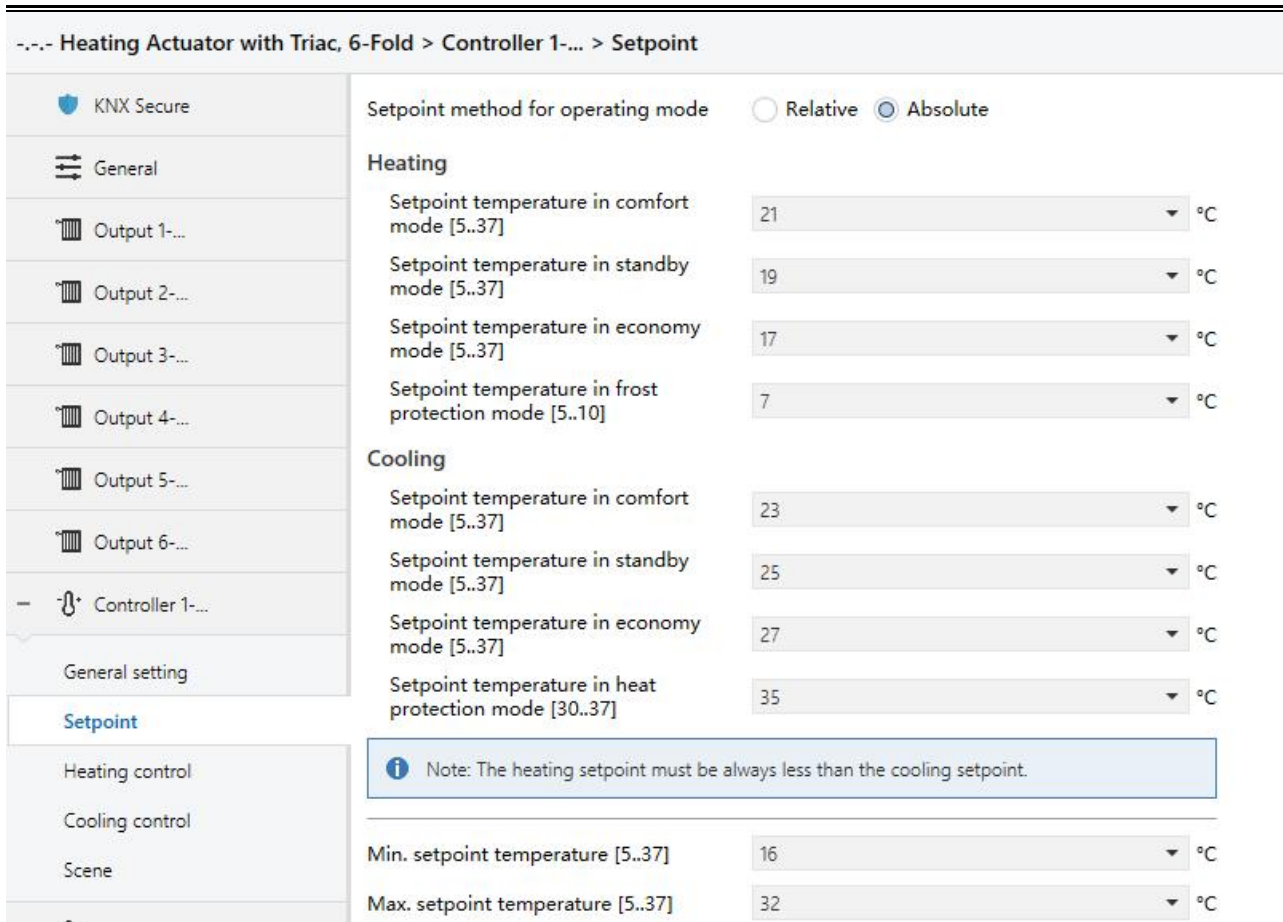 -.-.- Heating Actuator with Triac, 6-Fold > Controller 1-... > Setpoint
KNX Secure
General
Output 1-...
Output 2-...
Output 3-...
Output 4-...
Output 5-...
Output 6-...
Controller 1-...
General setting
Setpoint
Heating control
Cooling control
Scene
Setpoint method for operating mode Relative Absolute
Heating
Setpoint temperature in comfort
mode [5..37] 21 °C
Setpoint temperature in standby
mode [5..37] 19 °C
Setpoint temperature in economy
mode [5..37] 17 °C
Setpoint temperature in frost
protection mode [5..10] 7 °C
Cooling
Setpoint temperature in comfort
mode [5..37] 23 °C
Setpoint temperature in standby
mode [5..37] 25 °C
Setpoint temperature in economy
mode [5..37] 27 °C
Setpoint temperature in heat
protection mode [30..37] 35 °C
Note: The heating setpoint must be always less than the cooling setpoint.
Min. setpoint temperature [5..37] 16 °C
Max. setpoint temperature [5..37] 32 °C